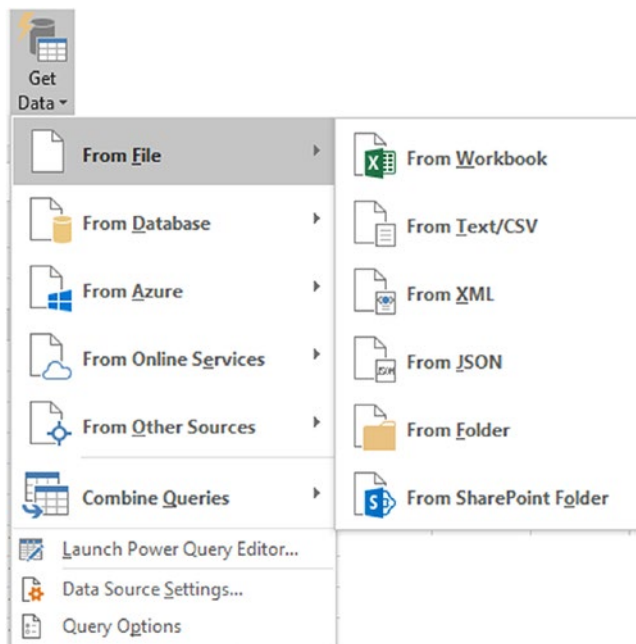 Get
Data
From File
From Database
From Azure
From Online Services
From Other Sources
Combine Queries
Launch Power Query Editor...
Data Source Settings...
Query Options
From Workbook
From Text/CSV
From XML
From JSON
JSON
From Folder
From SharePoint Folder